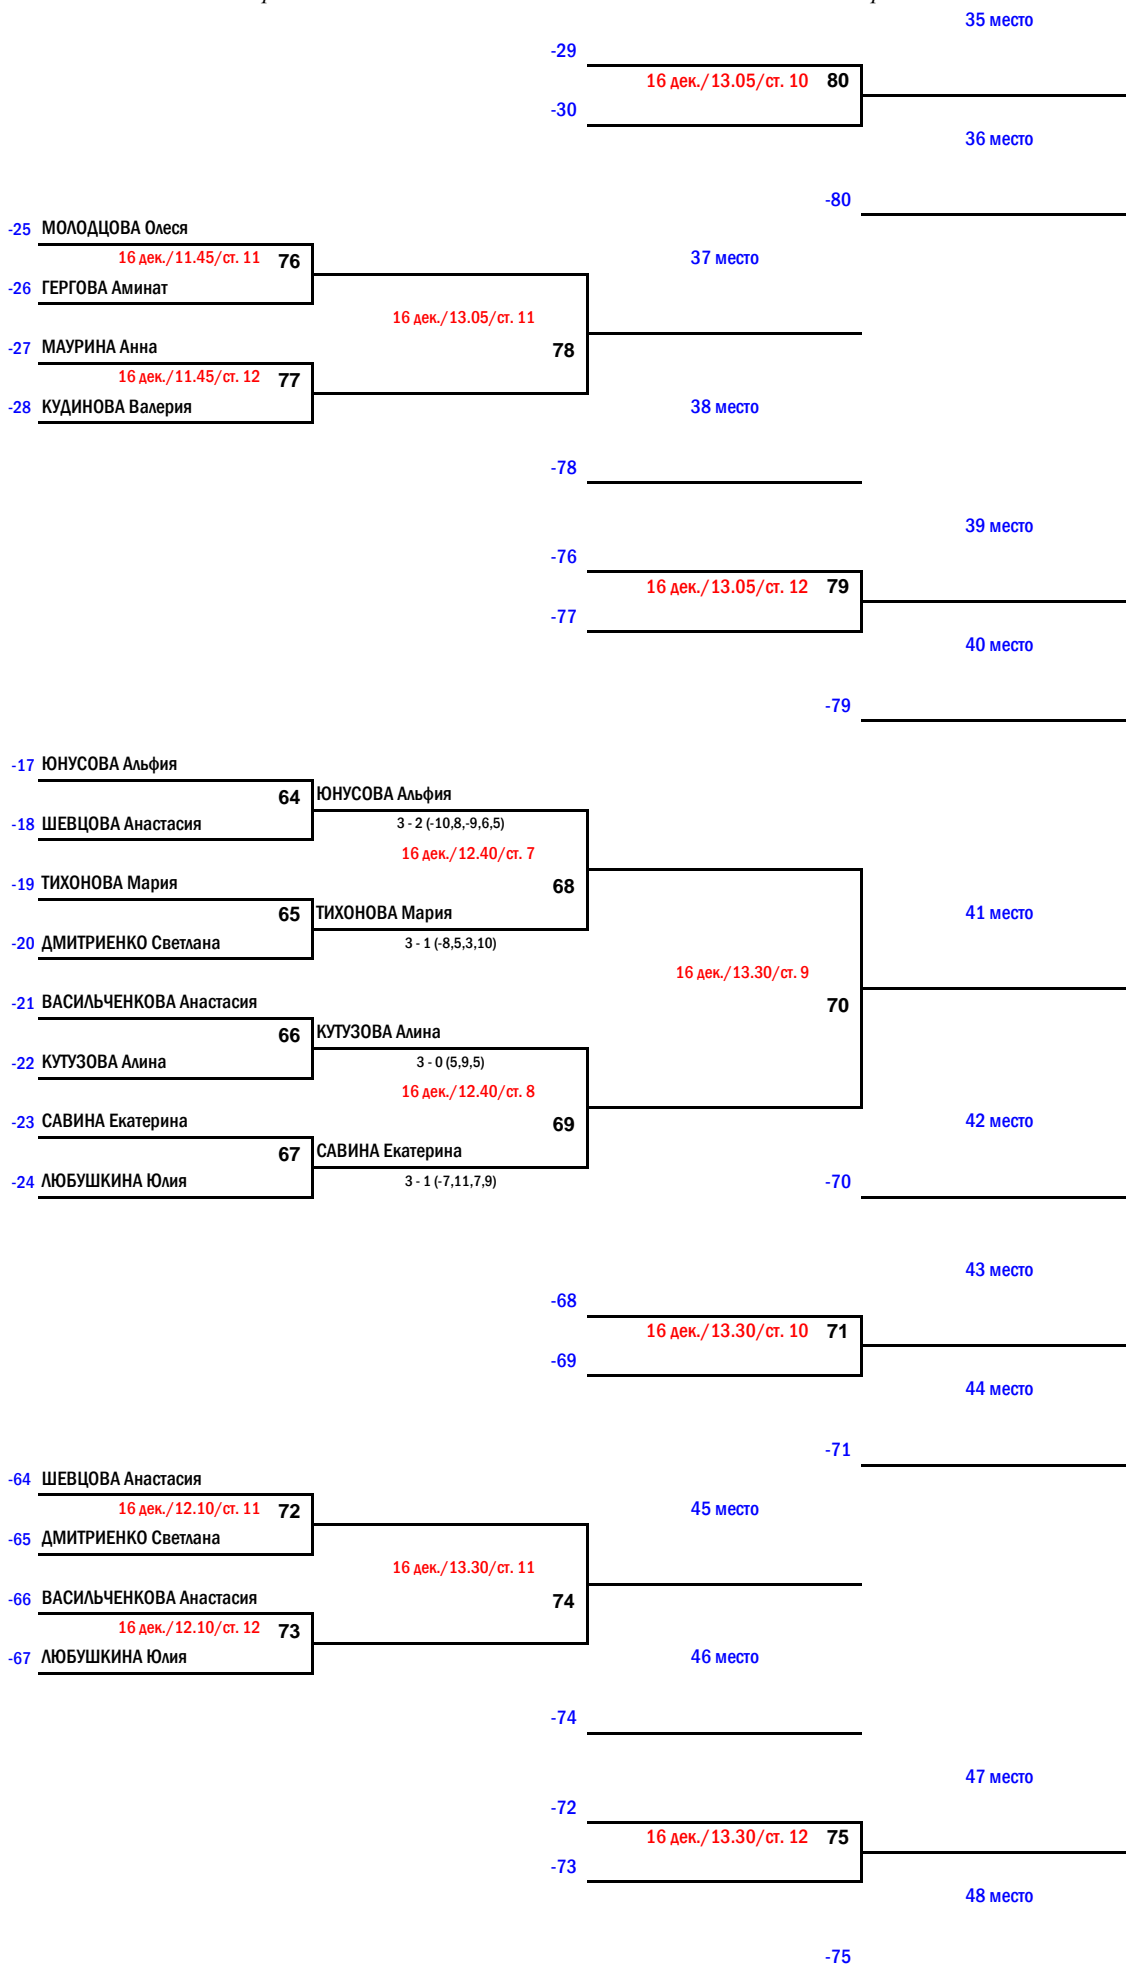 35 место
-29
16 дек./13.05/ст. 10 80
-30
36 место
-80
-25 МОЛОДЦОВА Олеся
16 дек./11.45/ст. 11 76
37 место
-26 ГЕРГОВА Аминат
16 дек./13.05/ст. 11
-27 МАУРИНА Анна
78
16 дек./11.45/ст. 12 77
-28 КУДИНОВА Валерия
38 место
-78
39 место
-76
16 дек./13.05/ст. 12 79
-77
40 место
-79
-17 ЮНУСОВА Альфия
64 ЮНУСОВА Альфия
-18 ШЕВЦОВА Анастасия
3 - 2 (-10,8,-9,6,5)
16 дек./12.40/ст. 7
-19 ТИХОНОВА Мария
68
65 ТИХОНОВА Мария
41 место
-20 ДМИТРИЕНКО Светлана
3 - 1 (-8,5,3,10)
16 дек./13.30/ст. 9
-21 ВАСИЛЬЧЕНКОВА Анастасия
70
66 КУТУЗОВА Алина
-22 КУТУЗОВА Алина
3 - 0 (5,9,5)
16 дек./12.40/ст. 8
-23 САВИНА Екатерина
69
42 место
67 САВИНА Екатерина
-24 ЛЮБУШКИНА Юлия
3 - 1 (-7,11,7,9)
-70
43 место
-68
16 дек./13.30/ст. 10 71
-69
44 место
-71
-64 ШЕВЦОВА Анастасия
16 дек./12.10/ст. 11 72
45 место
-65 ДМИТРИЕНКО Светлана
16 дек./13.30/ст. 11
-66 ВАСИЛЬЧЕНКОВА Анастасия
74
16 дек./12.10/ст. 12 73
-67 ЛЮБУШКИНА Юлия
46 место
-74
47 место
-72
16 дек./13.30/ст. 12 75
-73
48 место
-75